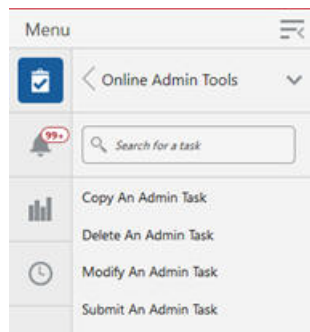 Menu
Online Admin Tools
99+
Search for a task
Copy An Admin Task
Delete An Admin Task
Modify An Admin Task
Submit An Admin Task